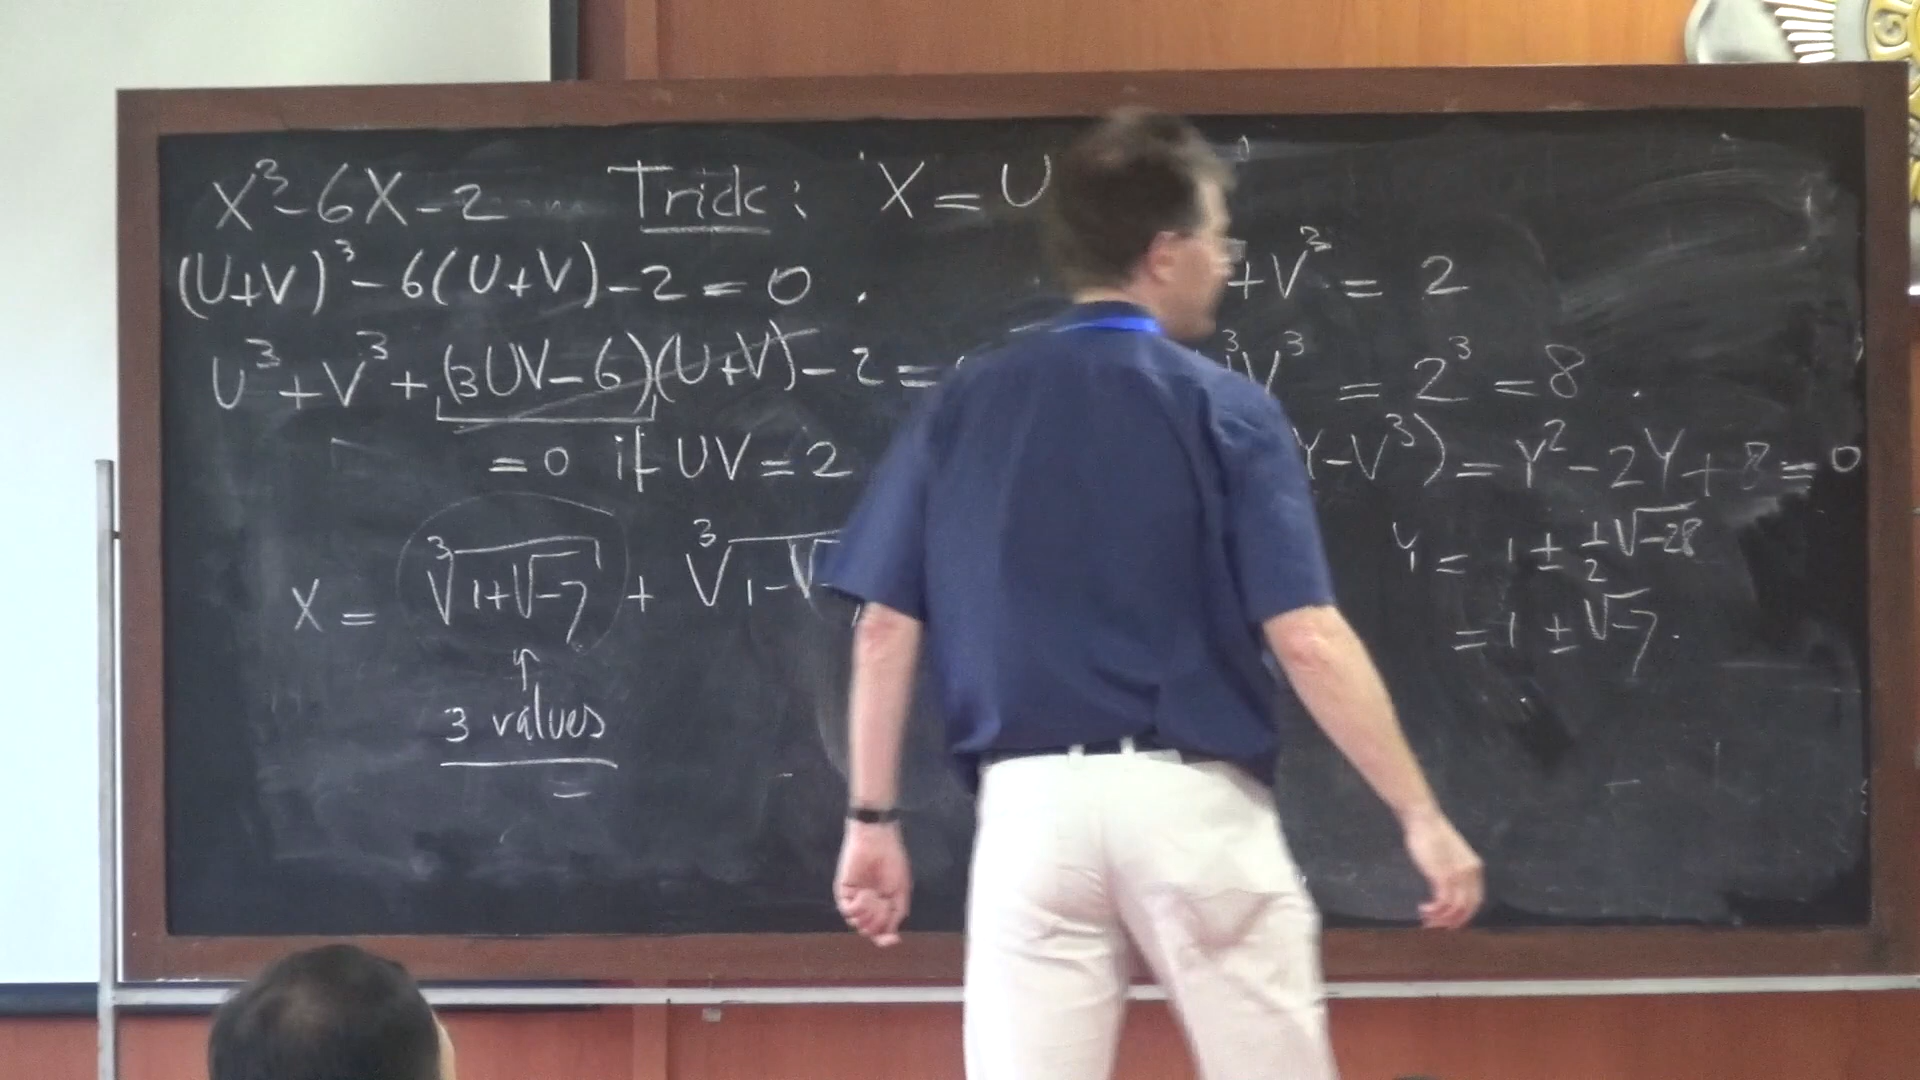 X³-6X-2 Trick: X = U
(U+V)³-6(U+V)-2=0.
U³+V³+(3UV-6)(U+V)-2=
=0 if UV=2
X = ∛(1+√-7) + ∛(1-√
↑
3 values
+V³ = 2
³V³ = 2³ = 8.
Y-V³) = Y²-2Y+8=0
Y = 1 ± 1/2 √-28
= 1 ± √-7.